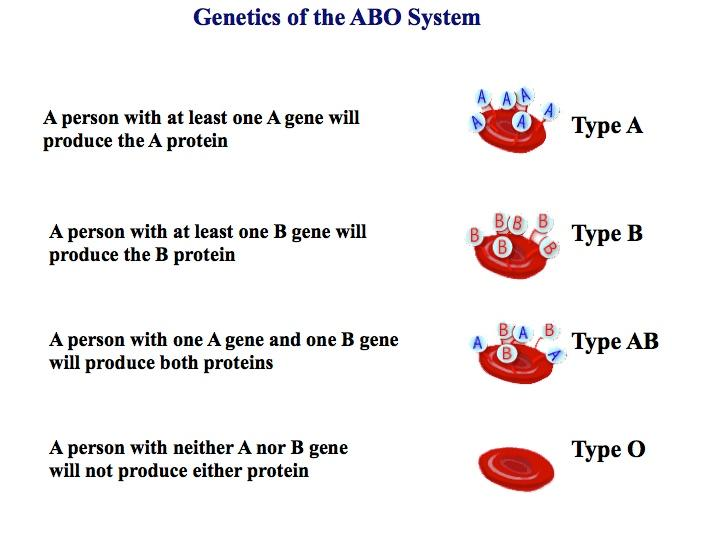 Genetics of the ABO System
A person with at least one A gene will
produce the A protein
A A A A A A
Type A
A person with at least one B gene will
produce the B protein
B B B B B B
Type B
A person with one A gene and one B gene
will produce both proteins
A B A B B A
Type AB
A person with neither A nor B gene
will not produce either protein
Type O